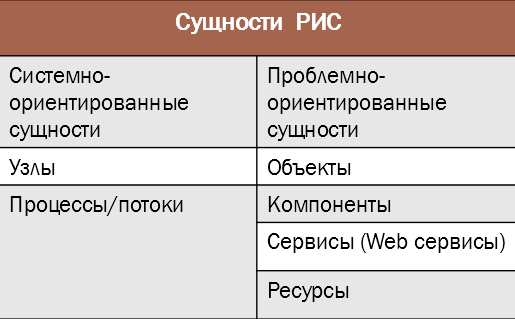 Сущности РИС
Системно-
ориентированные
сущности
Проблемно-
ориентированные
сущности
Узлы
Объекты
Процессы/потоки
Компоненты
Сервисы (Web сервисы)
Ресурсы